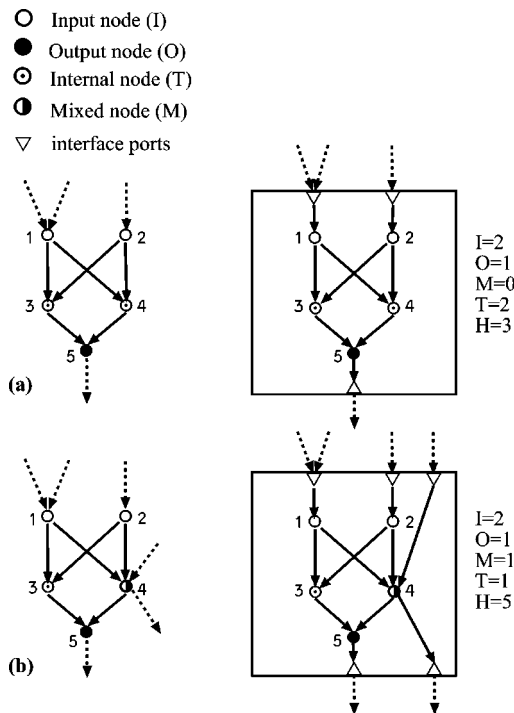 Input node (I)
Output node (O)
Internal node (T)
Mixed node (M)
interface ports
1
2
3
4
5
(a)
1
2
3
4
5
I=2
O=1
M=0
T=2
H=3
1
2
3
4
5
(b)
1
2
3
4
5
I=2
O=1
M=1
T=1
H=5